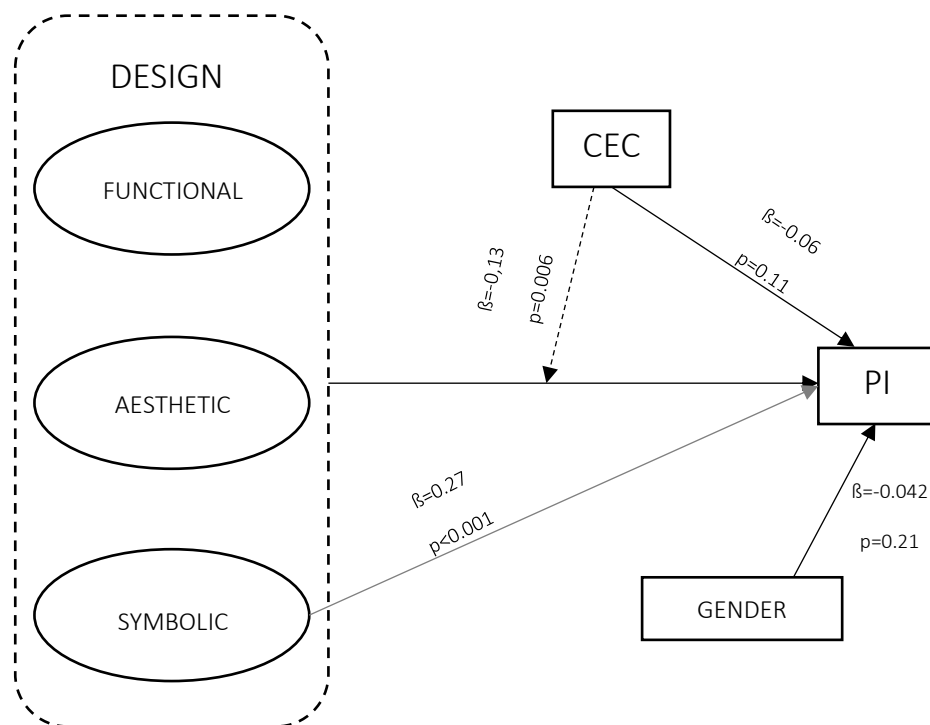 DESIGN
FUNCTIONAL
AESTHETIC
SYMBOLIC
CEC
ß=-0,13
p=0.006
ß=-0.06
p=0.11
PI
ß=0.27
p<0.001
ß=-0.042
p=0.21
GENDER